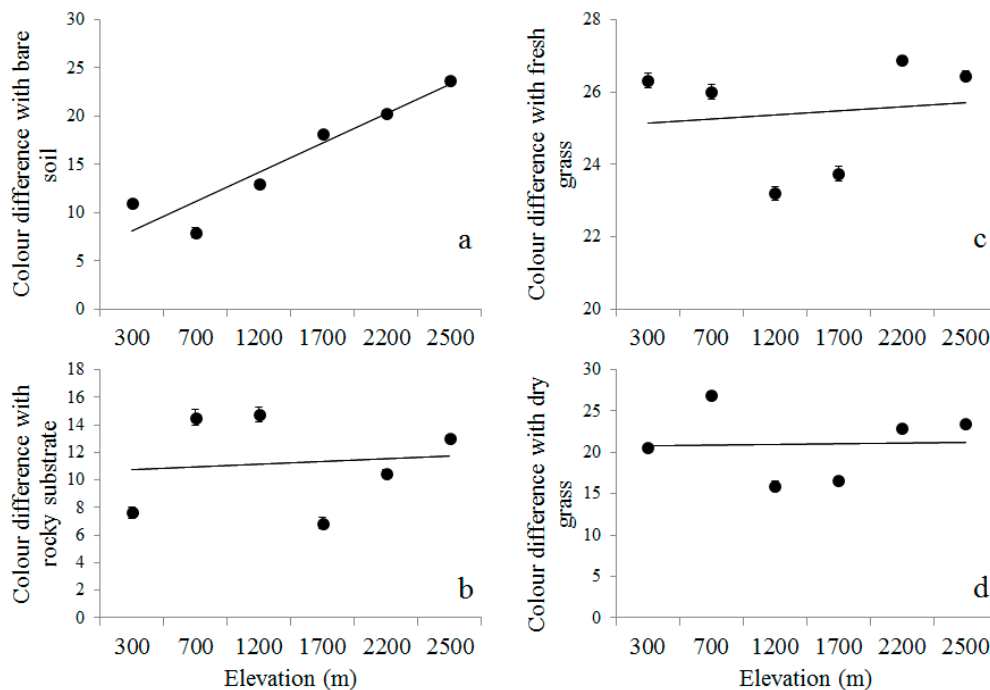 Colour difference with bare
soil
30
25
20
15
10
5
0
a
300 700 1200 1700 2200 2500
Colour difference with fresh
grass
28
26
24
22
20
c
300 700 1200 1700 2200 2500
Colour difference with
rocky substrate
18
16
14
12
10
8
6
4
2
0
b
300 700 1200 1700 2200 2500
Elevation (m)
Colour difference with dry
grass
30
25
20
15
10
5
0
d
300 700 1200 1700 2200 2500
Elevation (m)